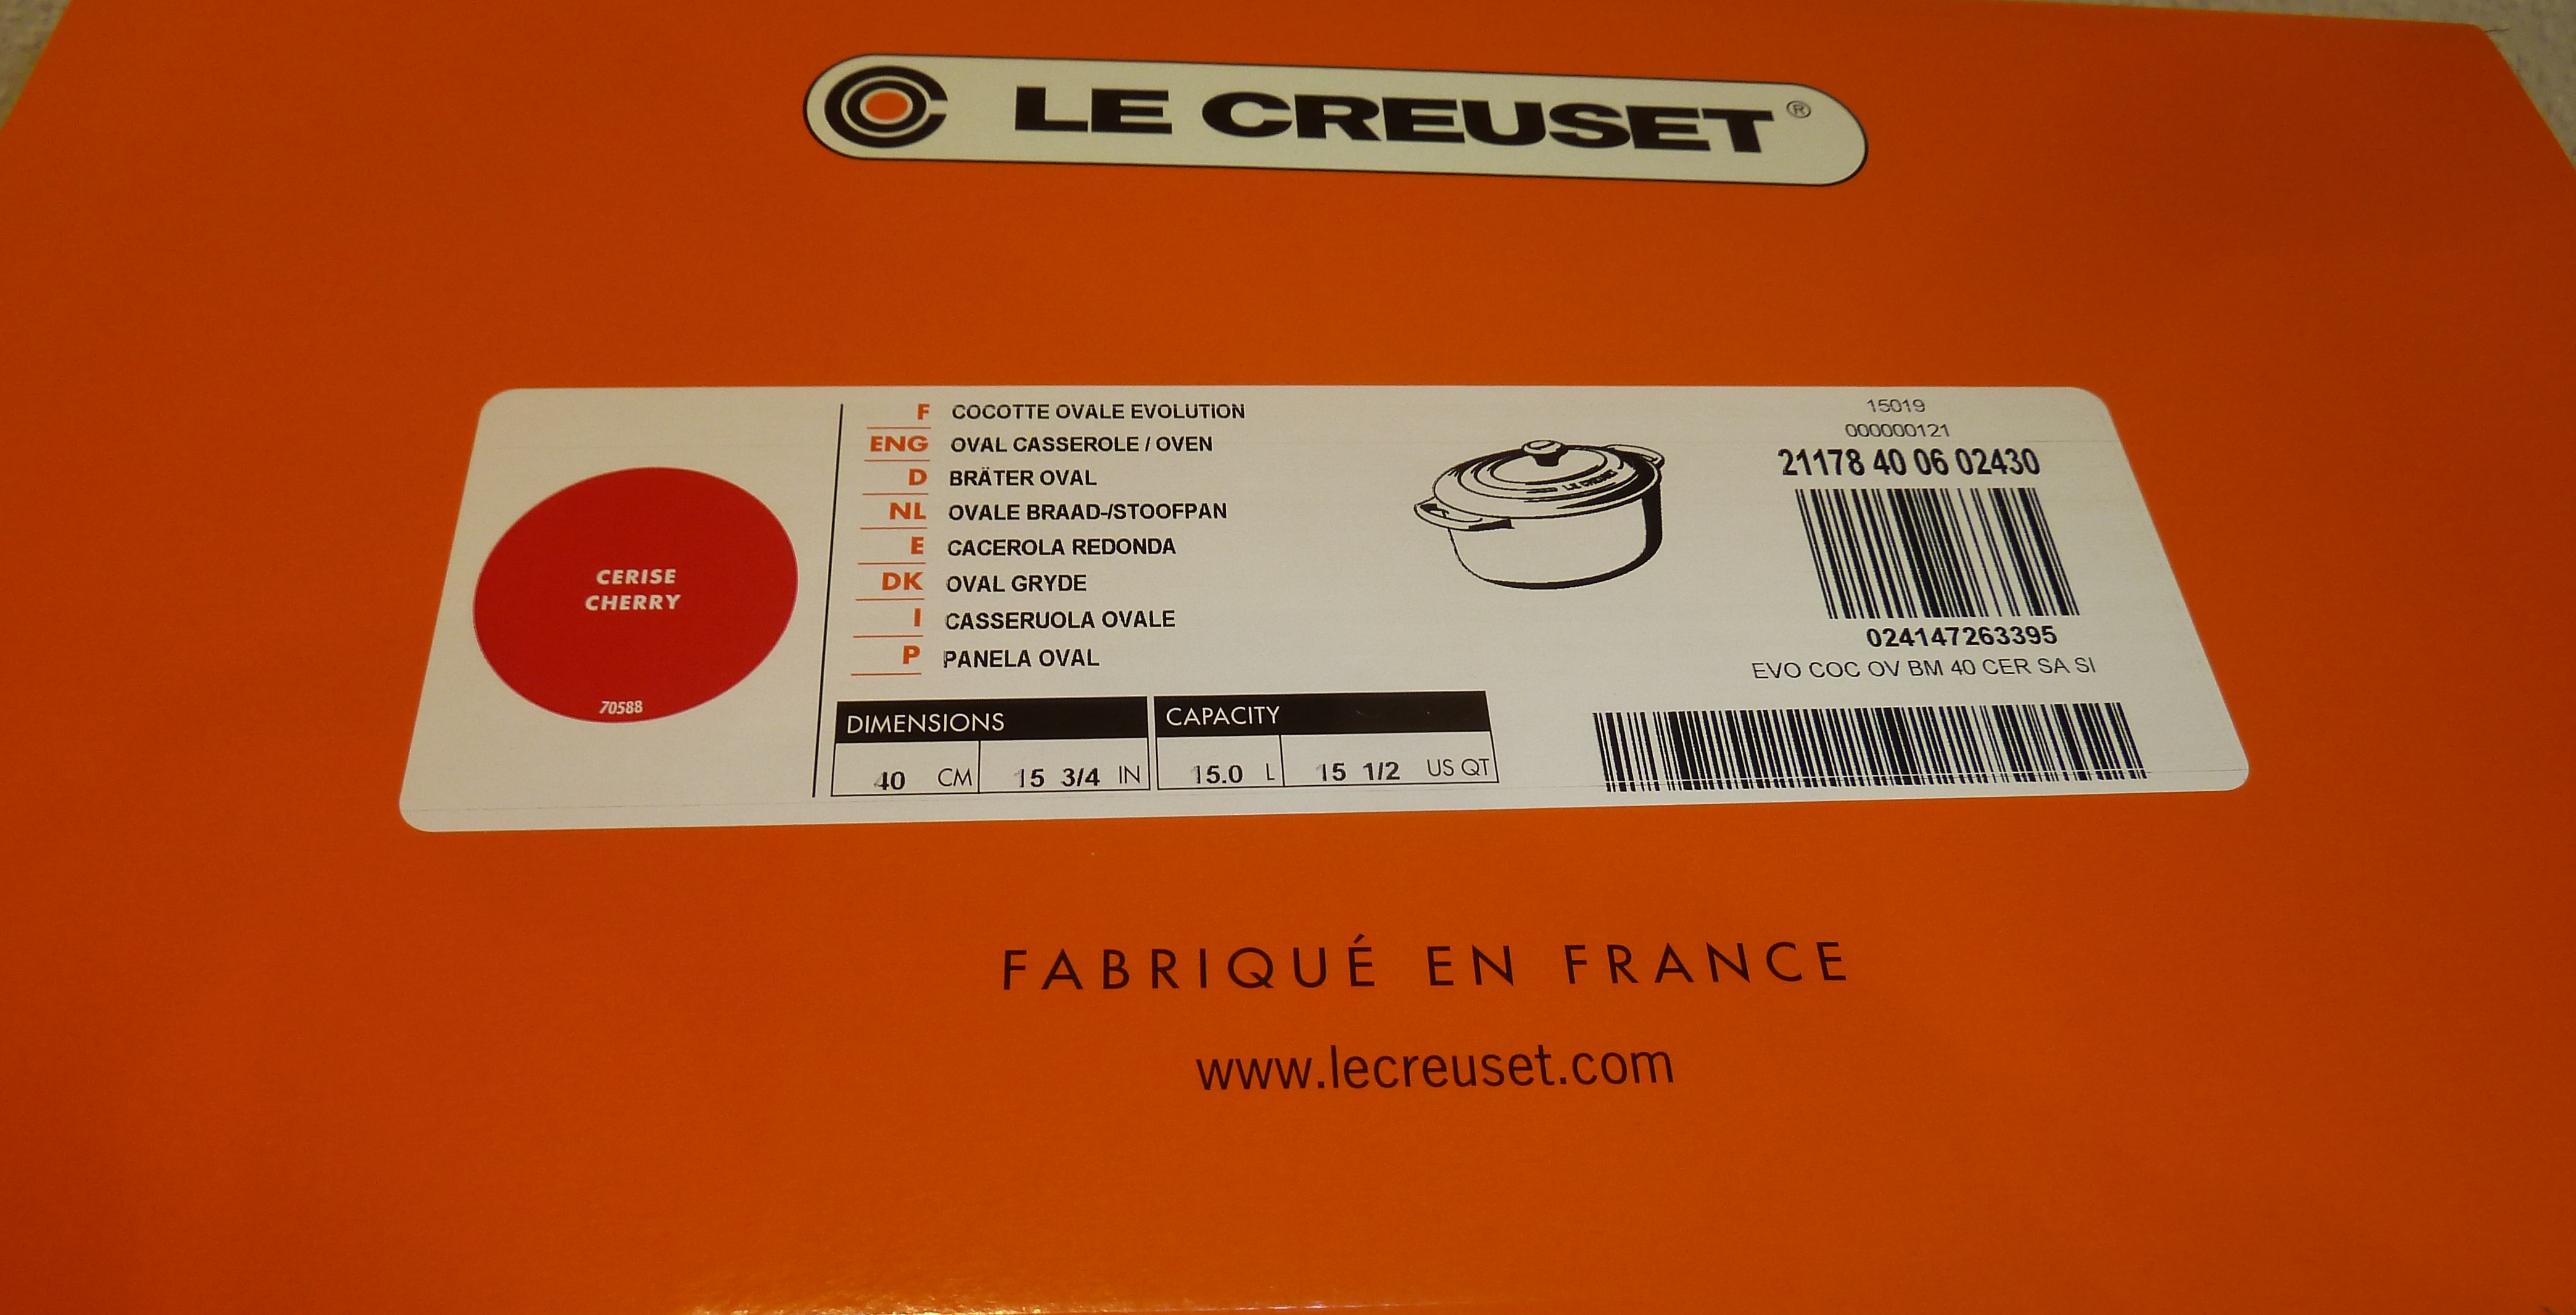 LE CREUSET®
CERISE
CHERRY
70588
F COCOTTE OVALE EVOLUTION
ENG OVAL CASSEROLE / OVEN
D BRÄTER OVAL
NL OVALE BRAAD-/STOOFPAN
E CACEROLA REDONDA
DK OVAL GRYDE
I CASSERUOLA OVALE
P PANELA OVAL
DIMENSIONS
40 CM 15 3/4 IN
CAPACITY
15.0 L 15 1/2 US QT
LE CREUSET
15019
000000121
21178 40 06 02430
024147263395
EVO COC OV BM 40 CER SA SI
FABRIQUÉ EN FRANCE
www.lecreuset.com